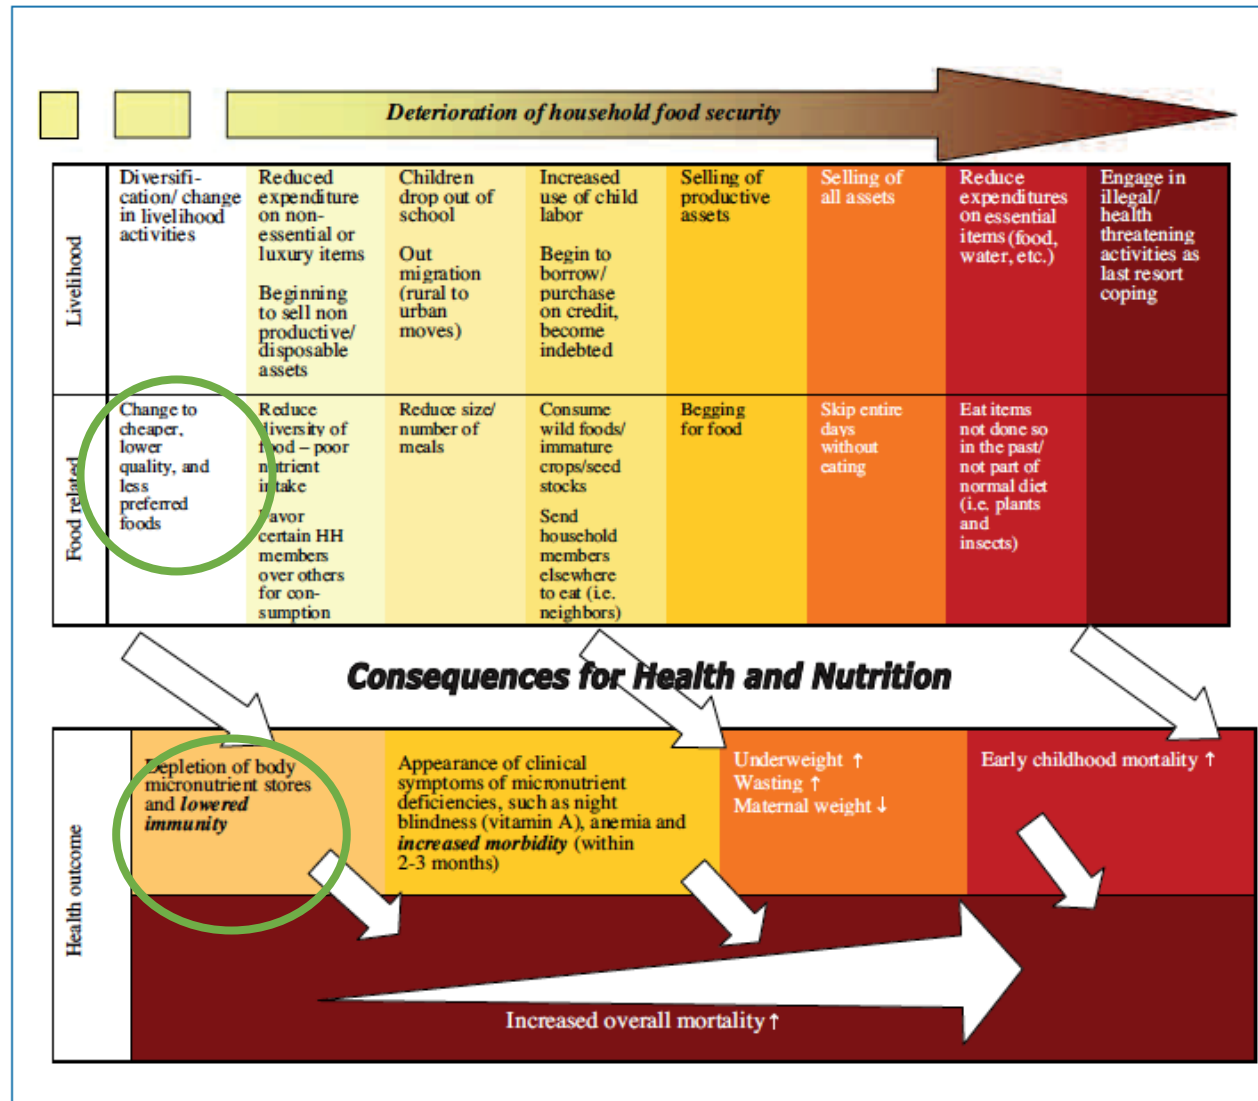 Deterioration of household food security
Livelihood
Diversifi-
cation/ change
in livelihood
activities
Reduced
expenditure
on non-
essential or
luxury items
Beginning
to sell non
productive/
disposable
assets
Children
drop out of
school
Out
migration
(rural to
urban
moves)
Increased
use of child
labor
Begin to
borrow/
purchase
on credit,
become
indebted
Selling of
productive
assets
Selling of
all assets
Reduce
expenditures
on essential
items (food,
water, etc.)
Engage in
illegal/
health
threatening
activities as
last resort
coping
Food related
Change to
cheaper,
lower
quality, and
less
preferred
foods
Reduce
diversity of
food – poor
nutrient
intake
Favor
certain HH
members
over others
for con-
sumption
Reduce size/
number of
meals
Consume
wild foods/
immature
crops/seed
stocks
Send
household
members
elsewhere
to eat (i.e.
neighbors)
Begging
for food
Skip entire
days
without
eating
Eat items
not done so
in the past/
not part of
normal diet
(i.e. plants
and
insects)
Consequences for Health and Nutrition
Health outcome
Depletion of body
micronutrient stores
and lowered
immunity
Appearance of clinical
symptoms of micronutrient
deficiencies, such as night
blindness (vitamin A), anemia and
increased morbidity (within
2-3 months)
Underweight ↑
Wasting ↑
Maternal weight ↓
Early childhood mortality ↑
Increased overall mortality ↑